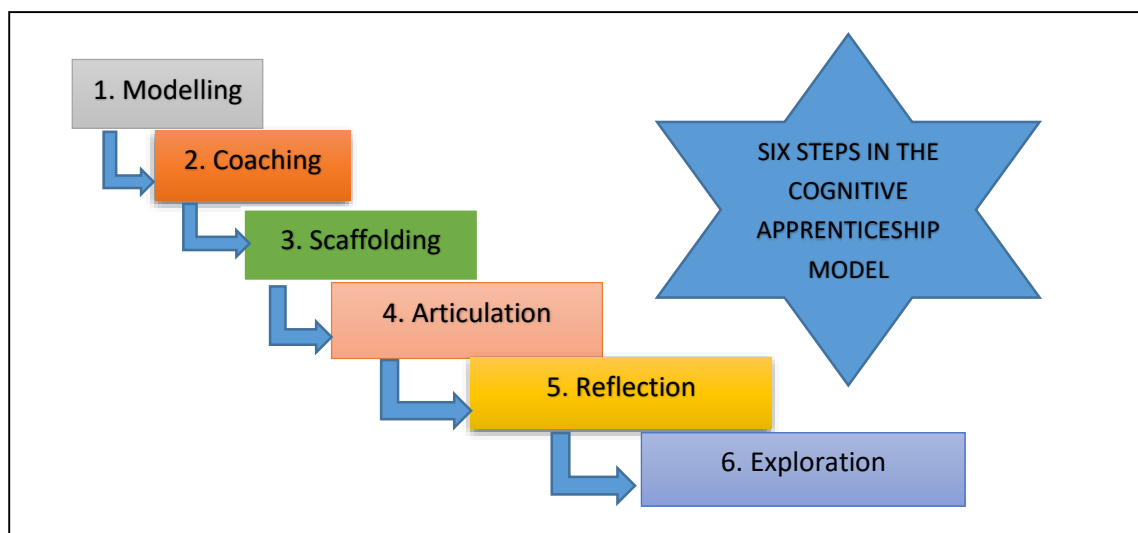 1. Modelling
2. Coaching
3. Scaffolding
4. Articulation
5. Reflection
6. Exploration
SIX STEPS IN THE
COGNITIVE
APPRENTICESHIP
MODEL